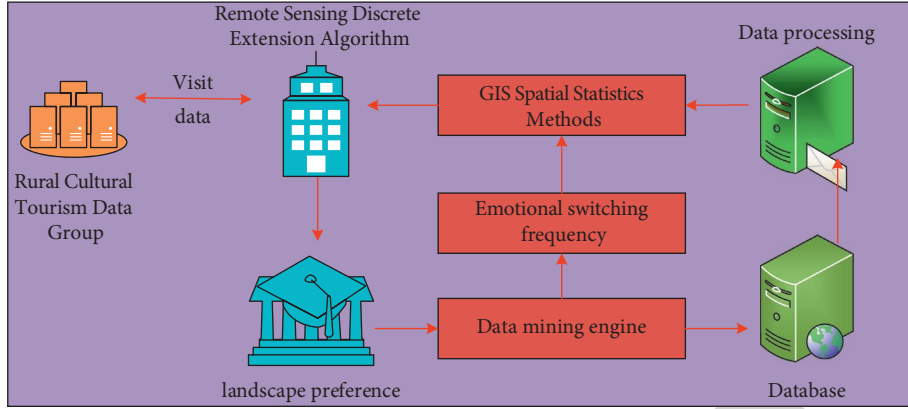 Remote Sensing Discrete
Extension Algorithm
Data processing
Visit
data
GIS Spatial Statistics
Methods
Rural Cultural
Tourism Data
Group
Emotional switching
frequency
Data mining engine
landscape preference
Database